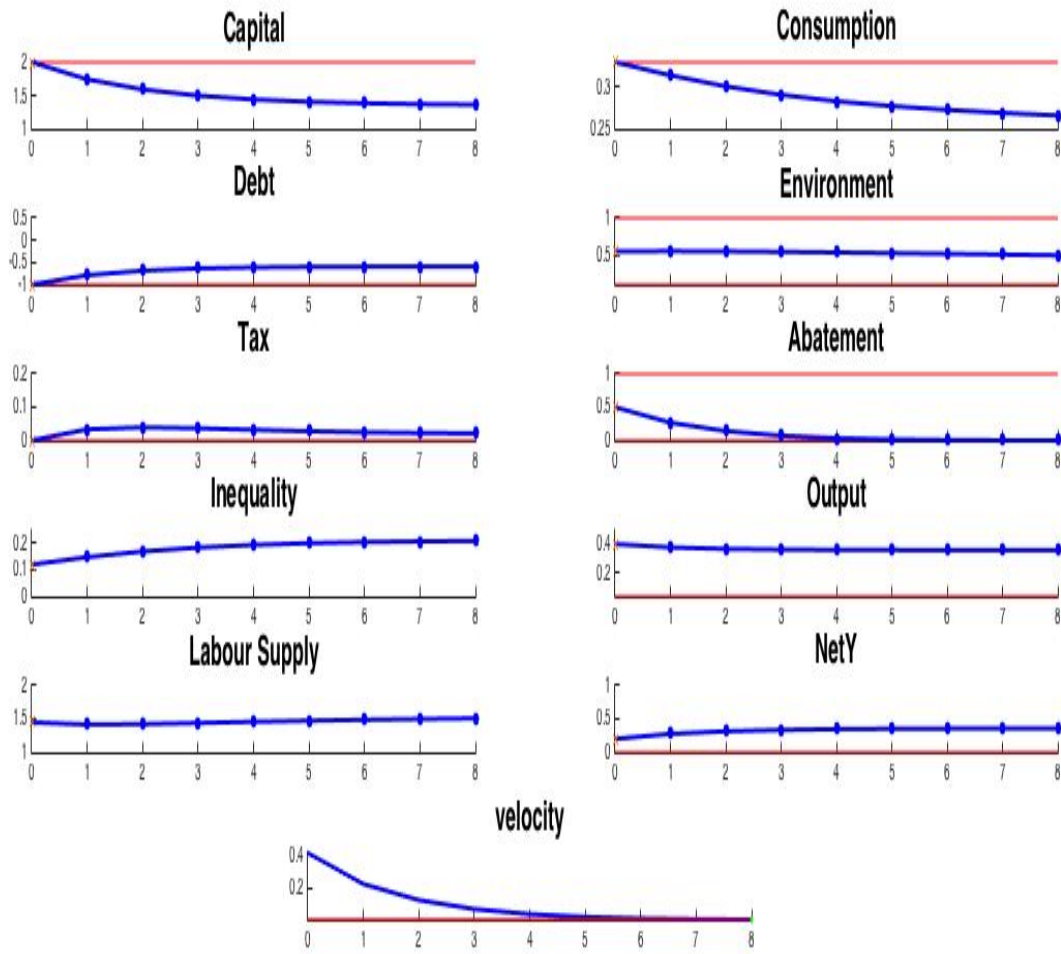 Capital
2
1.5
1
0 1 2 3 4 5 6 7 8
Consumption
0.3
0.25
0 1 2 3 4 5 6 7 8
Debt
0.5
0
-0.5
-1
0 1 2 3 4 5 6 7 8
Environment
1
0.5
0 1 2 3 4 5 6 7 8
Tax
0.2
0.1
0
0 1 2 3 4 5 6 7 8
Abatement
1
0.5
0
0 1 2 3 4 5 6 7 8
Inequality
0.2
0.1
0
0 1 2 3 4 5 6 7 8
Output
0.4
0.2
0 1 2 3 4 5 6 7 8
Labour Supply
2
1.5
1
0 1 2 3 4 5 6 7 8
NetY
1
0.5
0
0 1 2 3 4 5 6 7 8
velocity
0.4
0.2
0 1 2 3 4 5 6 7 8